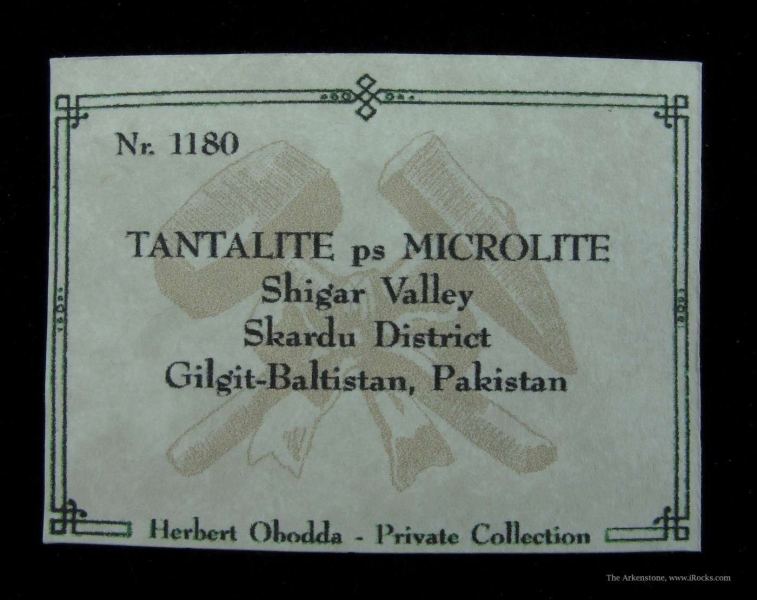 Nr. 1180
TANTALITE ps MICROLITE
Shigar Valley
Skardu District
Gilgit-Baltistan, Pakistan
Herbert Obodda - Private Collection
The Arkenstone, www.iRocks.com